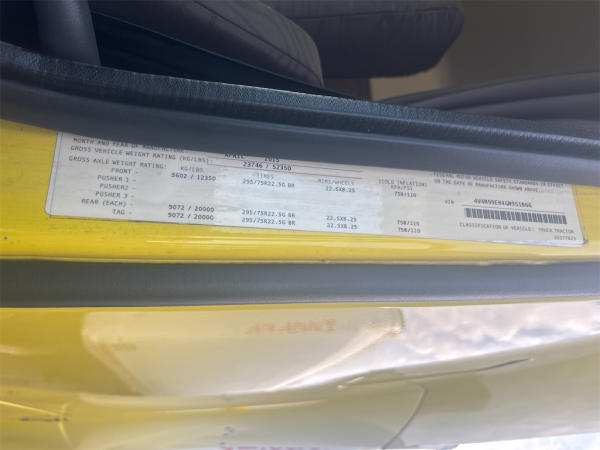 MONTH AND YEAR OF MANUFACTURE: APRIL 2015
GROSS VEHICLE WEIGHT RATING (KG/LBS): 23746 / 52350
GROSS AXLE WEIGHT RATING: KG/LBS TIRES RIMS/WHEELS COLD INFLATION KPA/PSI
FRONT - 5602 / 12350 295/75R22.5G BR 22.5X8.25 758/110
PUSHER 1 -
PUSHER2 -
PUSHER 3 -
REAR (EACH) - 9072 / 20000 295/75R22.5G BR 22.5X8.25 758/110
TAG - 9072 / 20000 295/75R22.5G BR 22.5X8.25 758/110
FEDERAL MOTOR VEHICLE SAFETY STANDARDS IN EFFECT
ON THE DATE OF MANUFACTURE SHOWN ABOVE.
VIN
CLASSIFICATION OF VEHICLE: TRUCK TRACTOR